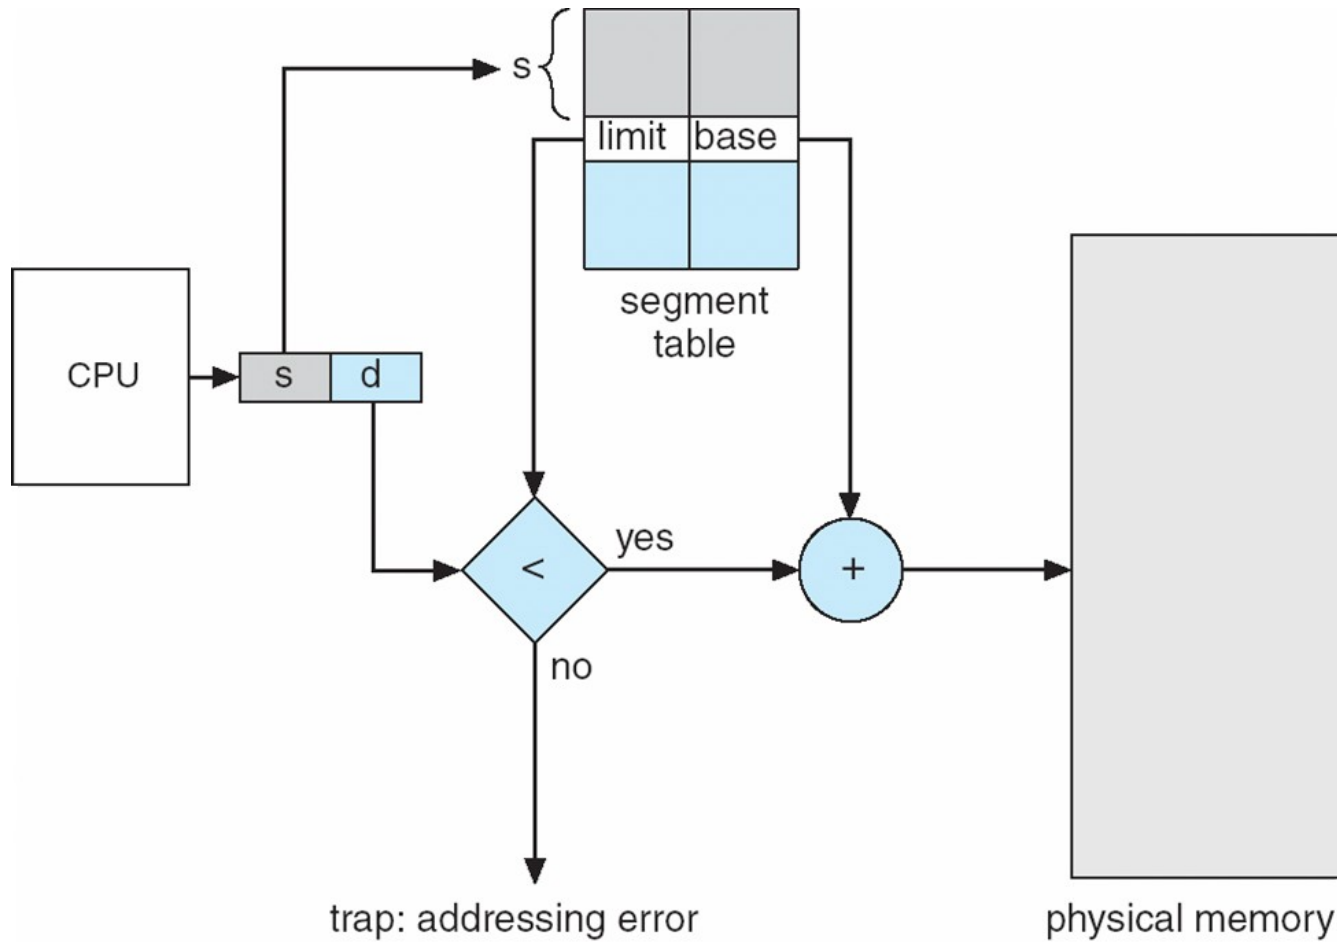 s
limit base
segment
table
CPU
s d
yes
<
+
no
trap: addressing error
physical memory